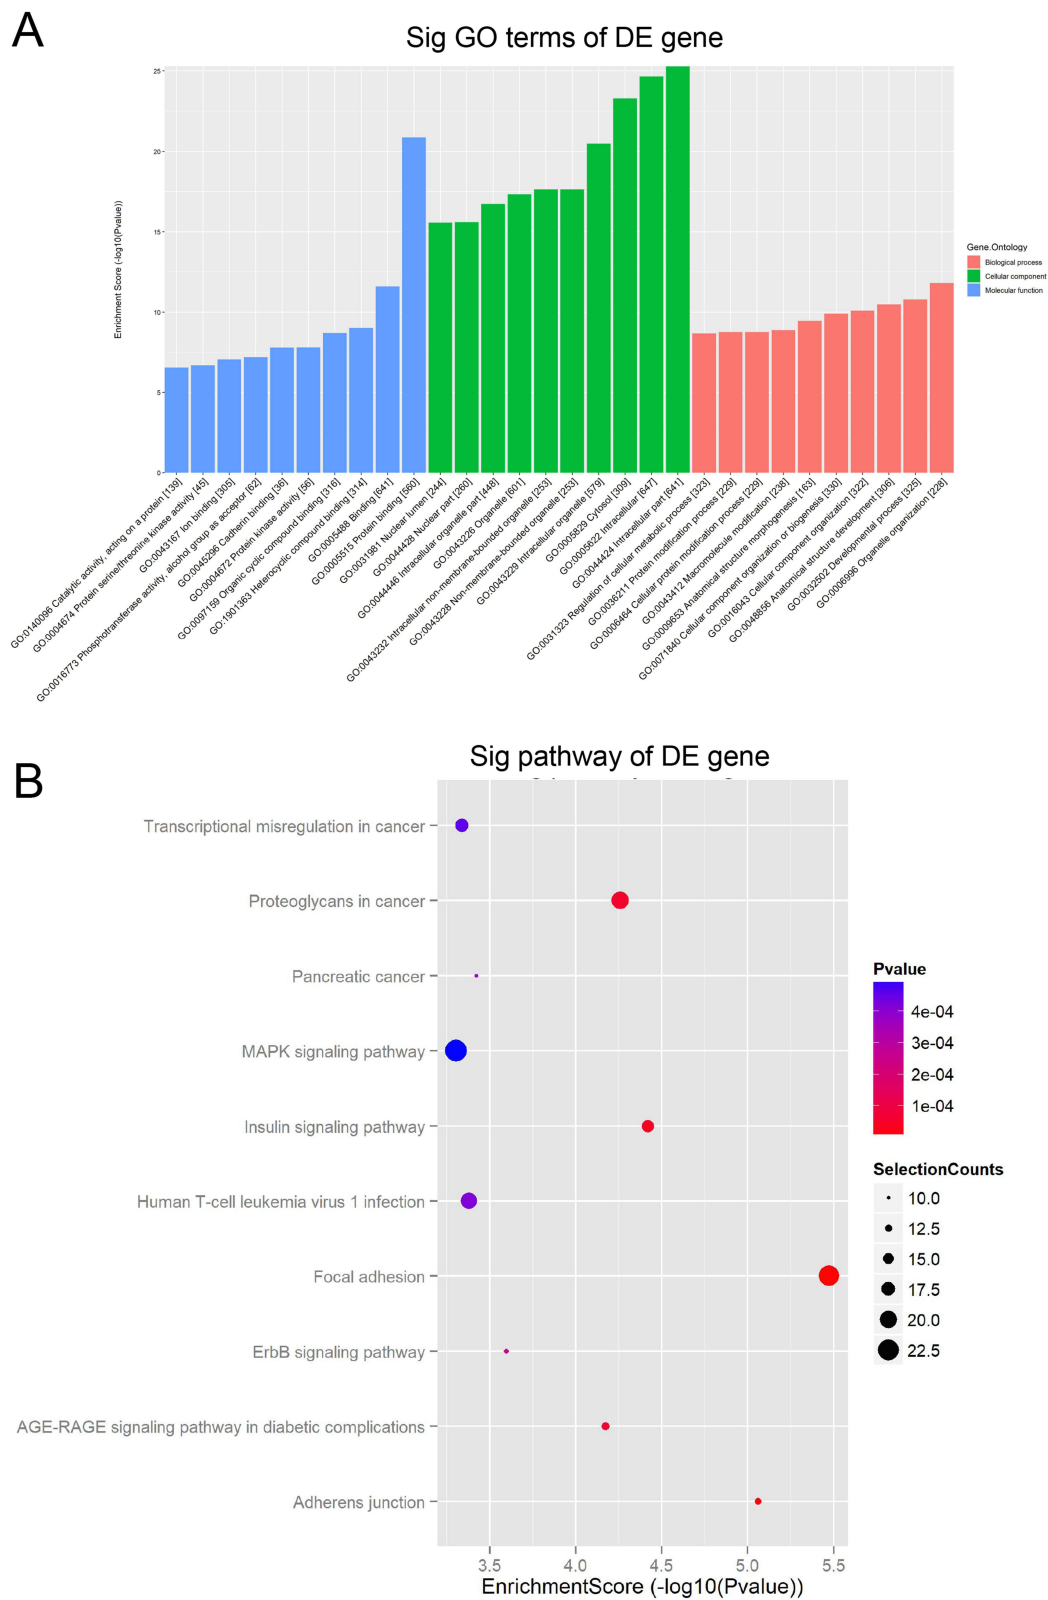 A
Sig GO terms of DE gene
Enrichment Score (-log10(Pvalue))
25
20
15
10
5
0
Gene.Ontology
Biological process
Cellular component
Molecular function
GO:0140096 Catalytic activity, acting on a protein [139]
GO:0004674 Protein serine/threonine kinase activity [45]
GO:0043167 Ion binding [305]
GO:0016773 Phosphotransferase activity, alcohol group as acceptor [62]
GO:0045296 Cadherin binding [36]
GO:0004672 Protein kinase activity [56]
GO:0097159 Organic cyclic compound binding [316]
GO:1901363 Heterocyclic compound binding [314]
GO:0005488 Binding [641]
GO:0005515 Protein binding [560]
GO:0031981 Nuclear lumen [244]
GO:0044428 Nuclear part [260]
GO:0044446 Intracellular organelle part [448]
GO:0043226 Organelle [601]
GO:0043232 Intracellular non-membrane-bounded organelle [253]
GO:0043228 Non-membrane-bounded organelle [253]
GO:0043229 Intracellular organelle [579]
GO:0005829 Cytosol [309]
GO:0005622 Intracellular [647]
GO:0044424 Intracellular part [641]
GO:0031323 Regulation of cellular metabolic process [323]
GO:0036211 Protein modification process [229]
GO:0006464 Cellular protein modification process [229]
GO:0043412 Macromolecule modification [238]
GO:0009653 Anatomical structure morphogenesis [163]
GO:0071840 Cellular component organization or biogenesis [330]
GO:0016043 Cellular component organization [322]
GO:0048856 Anatomical structure development [306]
GO:0032502 Developmental process [325]
GO:0006996 Organelle organization [228]
B
Sig pathway of DE gene
Transcriptional misregulation in cancer
Proteoglycans in cancer
Pancreatic cancer
MAPK signaling pathway
Insulin signaling pathway
Human T-cell leukemia virus 1 infection
Focal adhesion
ErbB signaling pathway
AGE-RAGE signaling pathway in diabetic complications
Adherens junction
3.5 4.0 4.5 5.0 5.5
EnrichmentScore (-log10(Pvalue))
Pvalue
4e-04
3e-04
2e-04
1e-04
SelectionCounts
10.0
12.5
15.0
17.5
20.0
22.5